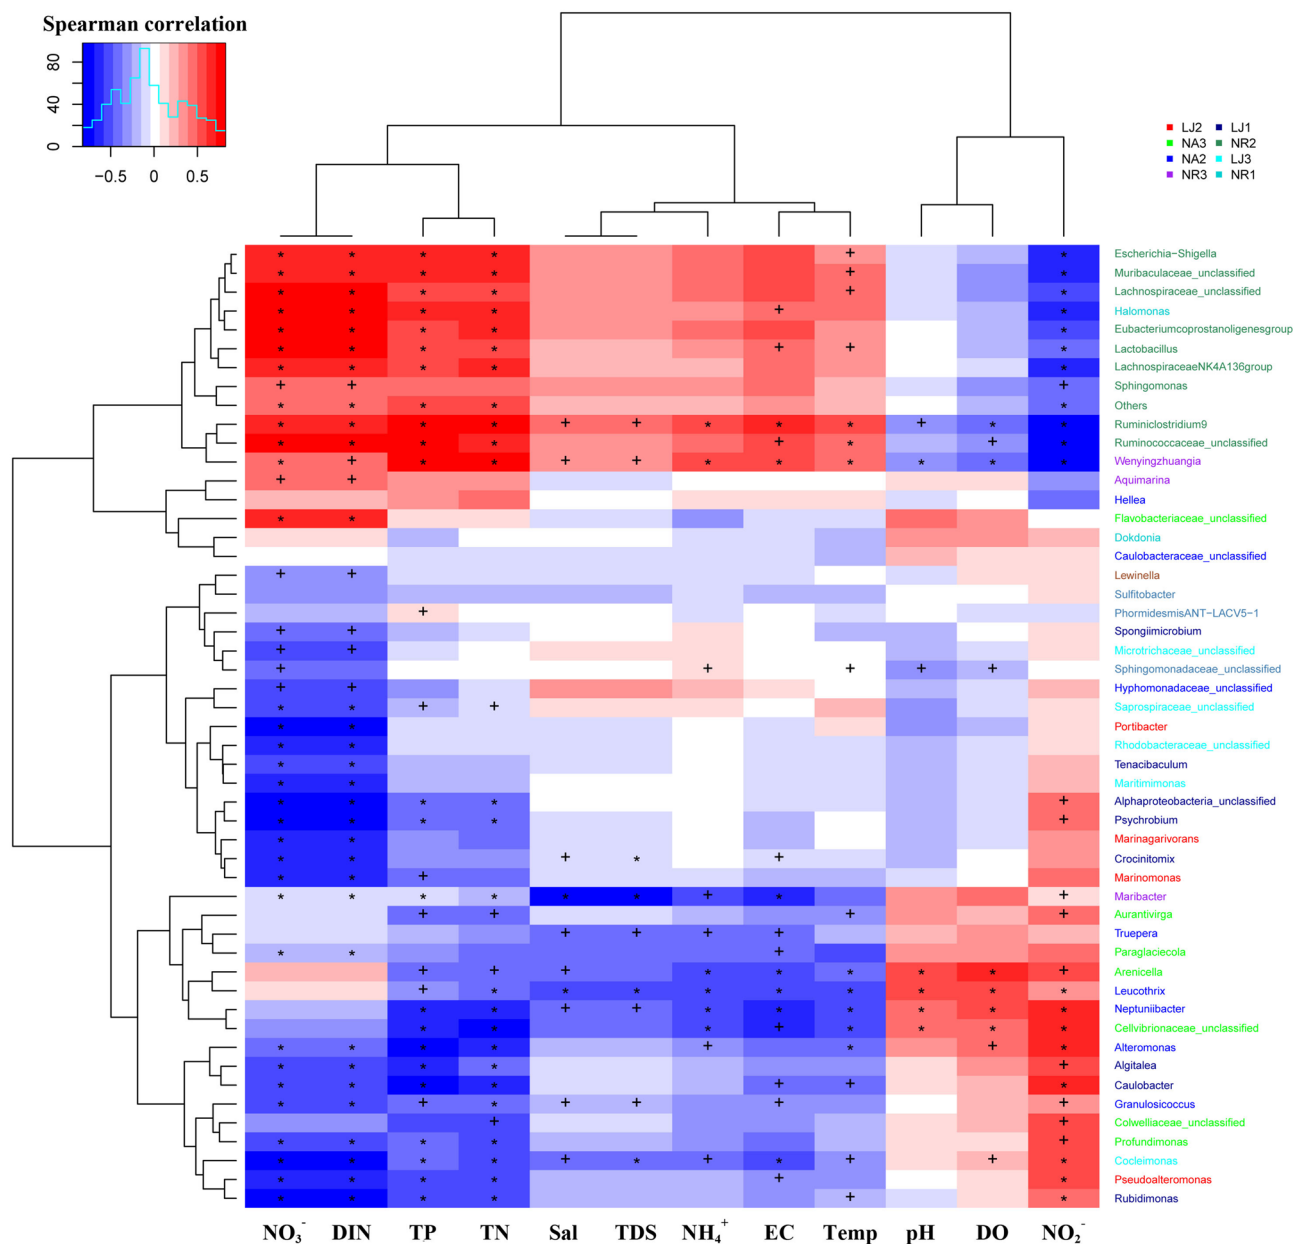 Spearman correlation
80
40
0
−0.5 0 0.5
LJ2 LJ1
NA3 NR2
NA2 LJ3
NR3 NR1
* * * * + * Escherichia−Shigella
* * * * + * Muribaculaceae_unclassified
* * * * + * Lachnospiraceae_unclassified
* * * * + * Halomonas
* * * * * Eubacteriumcoprostanoligenesgroup
* * * * + + * Lactobacillus
* * * * * LachnospiraceaeNK4A136group
+ + + Sphingomonas
* * * * * Others
* * * * + + * * * + * * Ruminiclostridium9
* * * * + * + * Ruminococcaceae_unclassified
* + * * + + * * * * * * Wenyingzhuangia
+ + Aquimarina
Hellea
* * Flavobacteriaceae_unclassified
Dokdonia
Caulobacteraceae_unclassified
+ + Lewinella
Sulfitobacter
+ PhormidesmisANT−LACV5−1
+ + Spongiimicrobium
+ + Microtrichaceae_unclassified
+ + + + + Sphingomonadaceae_unclassified
+ + Hyphomonadaceae_unclassified
* * + + Saprospiraceae_unclassified
* * Portibacter
* * Rhodobacteraceae_unclassified
* * Tenacibaculum
* * Maritimimonas
* * * * + Alphaproteobacteria_unclassified
* * * * + Psychrobium
* * Marinagarivorans
* * + * + Crocinitomix
* * + Marinomonas
* * * * * * + * + Maribacter
+ + + + Aurantivirga
+ + + + Truepera
* * + Paraglaciecola
+ + + * * * * * + Arenicella
+ * * * * * * * * * Leucothrix
* * + + * * * * * * Neptuniibacter
* * * + * * * * Cellvibrionaceae_unclassified
* * * * + * + * Alteromonas
* * * * + Algitalea
* * * * + + * Caulobacter
* * + * + + + + Granulosicoccus
+ + Colwelliaceae_unclassified
* * * * + Profundimonas
* * * * + * + * + + * Cocleimonas
* * * * + * Pseudoalteromonas
* * * * + * Rubidimonas
NO₃⁻ DIN TP TN Sal TDS NH₄⁺ EC Temp pH DO NO₂⁻